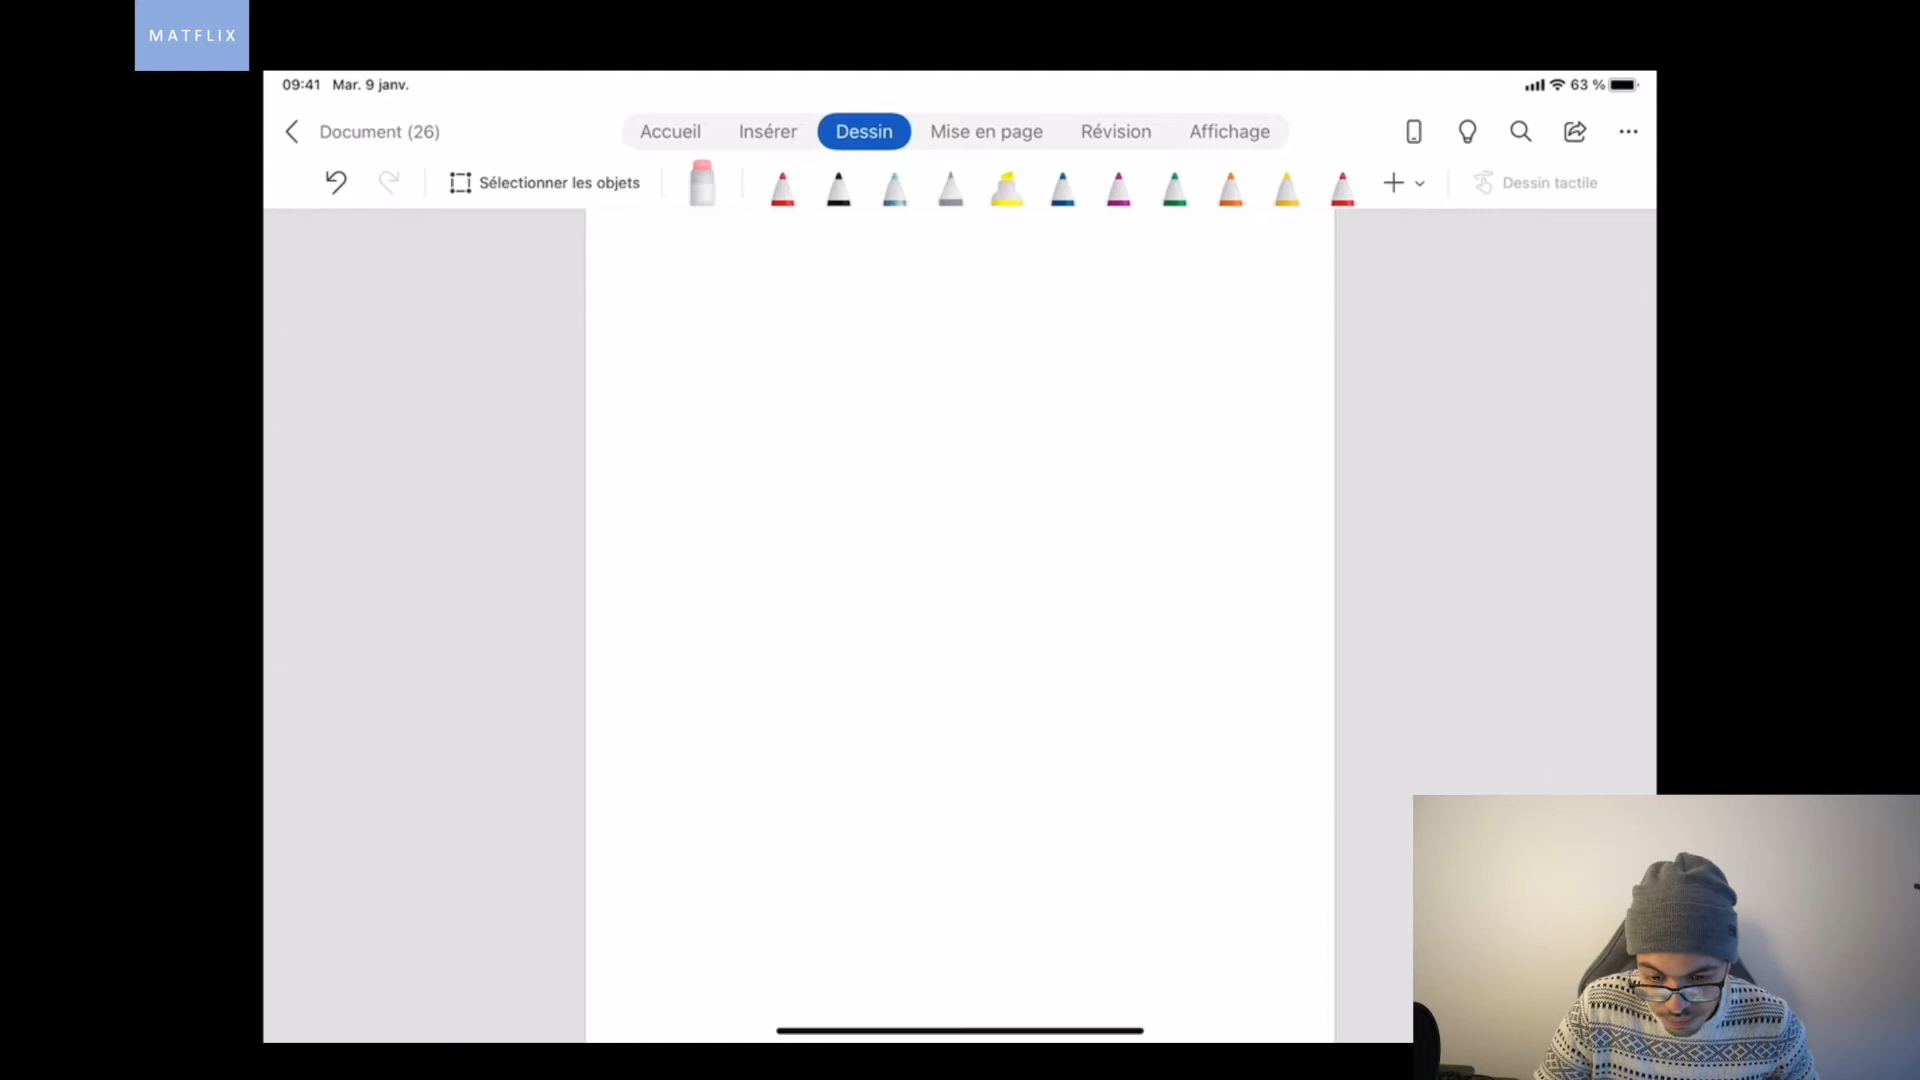 MATFLIX
09:41 Mar. 9 janv.
63 %
Document (26)
Accueil Insérer Dessin Mise en page Révision Affichage
Sélectionner les objets
Dessin tactile